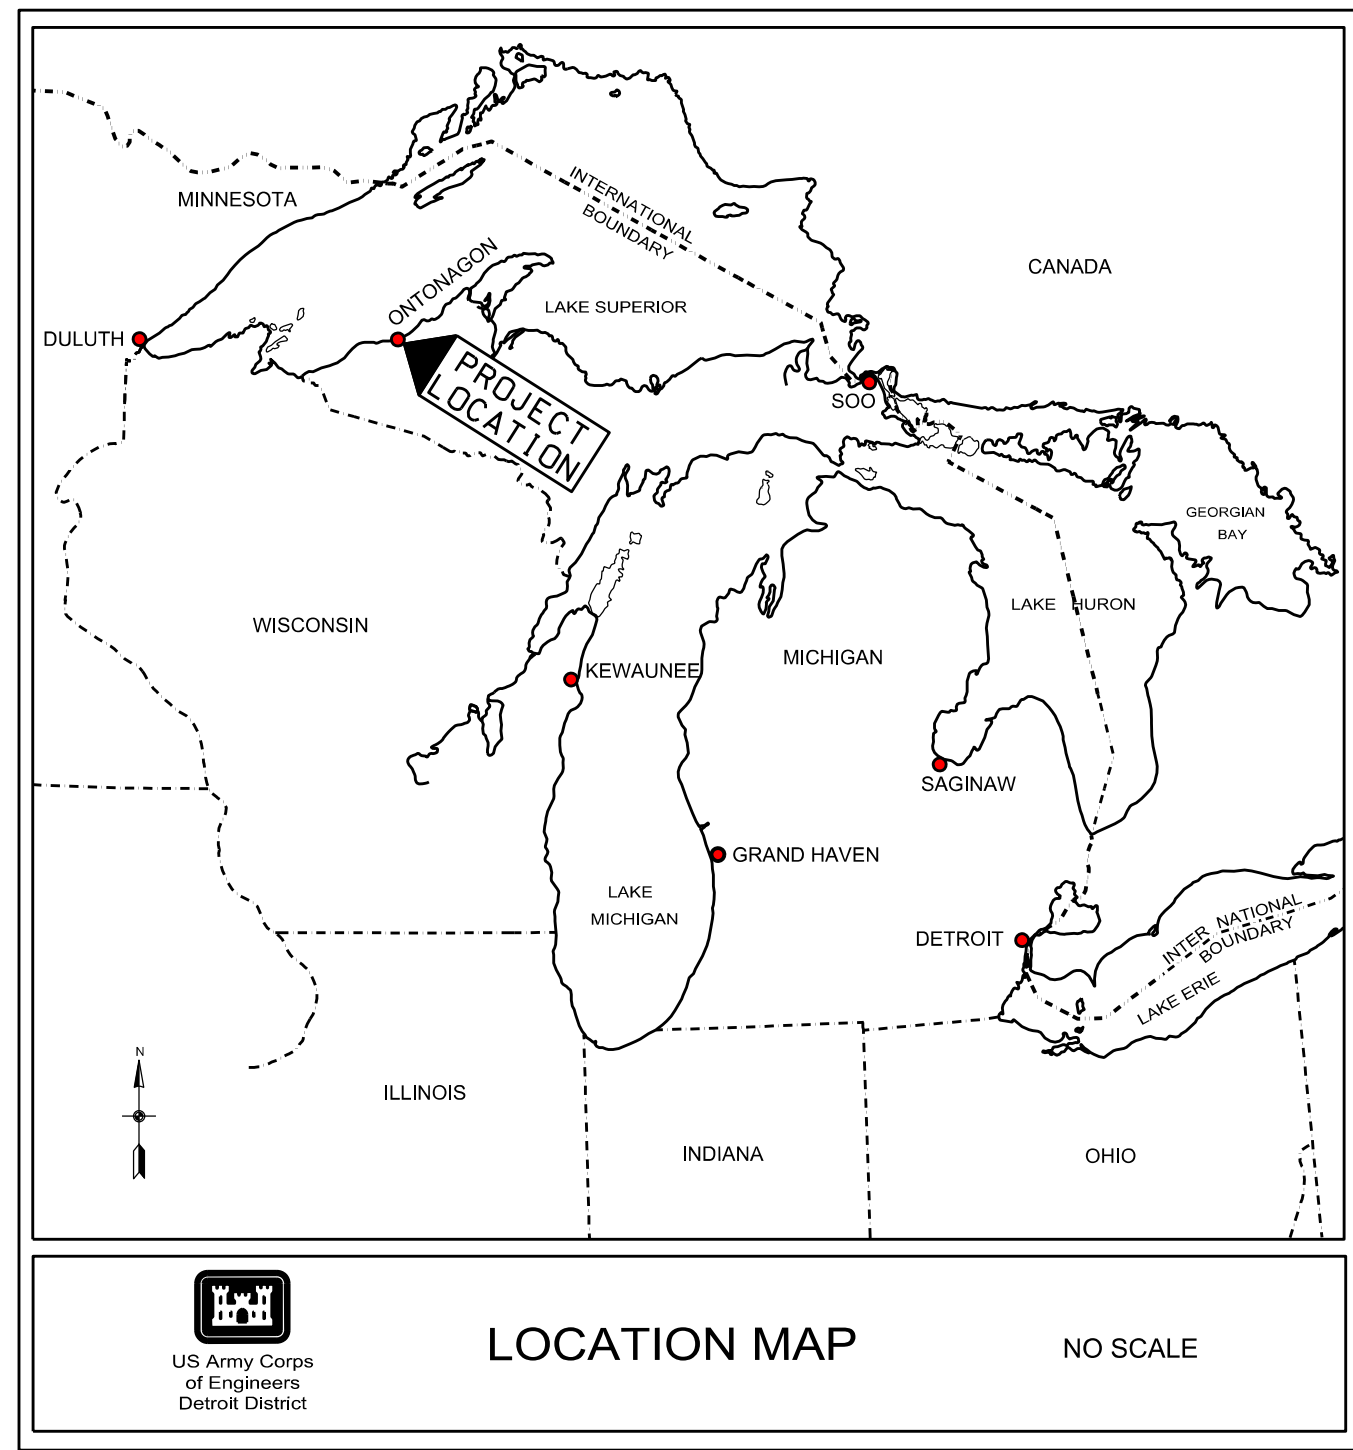 MINNESOTA
INTERNATIONAL
BOUNDARY
CANADA
ONTONAGON
LAKE SUPERIOR
DULUTH
PROJECT
LOCATION
SOO
GEORGIAN
BAY
LAKE HURON
WISCONSIN
MICHIGAN
KEWAUNEE
SAGINAW
GRAND HAVEN
LAKE
MICHIGAN
DETROIT
INTER NATIONAL
BOUNDARY
LAKE ERIE
N
ILLINOIS
INDIANA
OHIO
US Army Corps
of Engineers
Detroit District
LOCATION MAP
NO SCALE